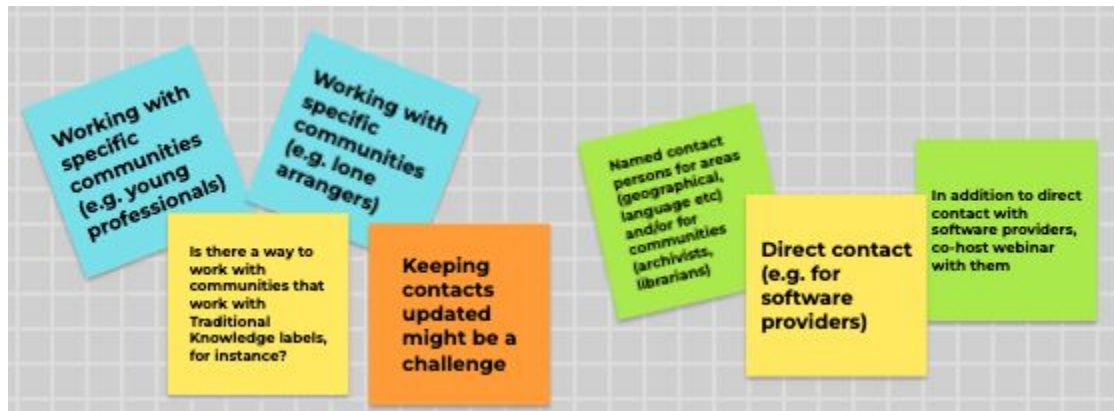 Working with
specific
communities
(e.g. young
professionals)
Working with
specific
communities
(e.g. lone
arrangers)
Is there a way to
work with
communities that
work with
Traditional
Knowledge labels,
for instance?
Keeping
contacts
updated
might be a
challenge
Named contact
persons for areas
(geographical,
language etc)
and/or for
communities
(archivists,
librarians)
Direct contact
(e.g. for
software
providers)
In addition to direct
contact with
software providers,
co-host webinar
with them